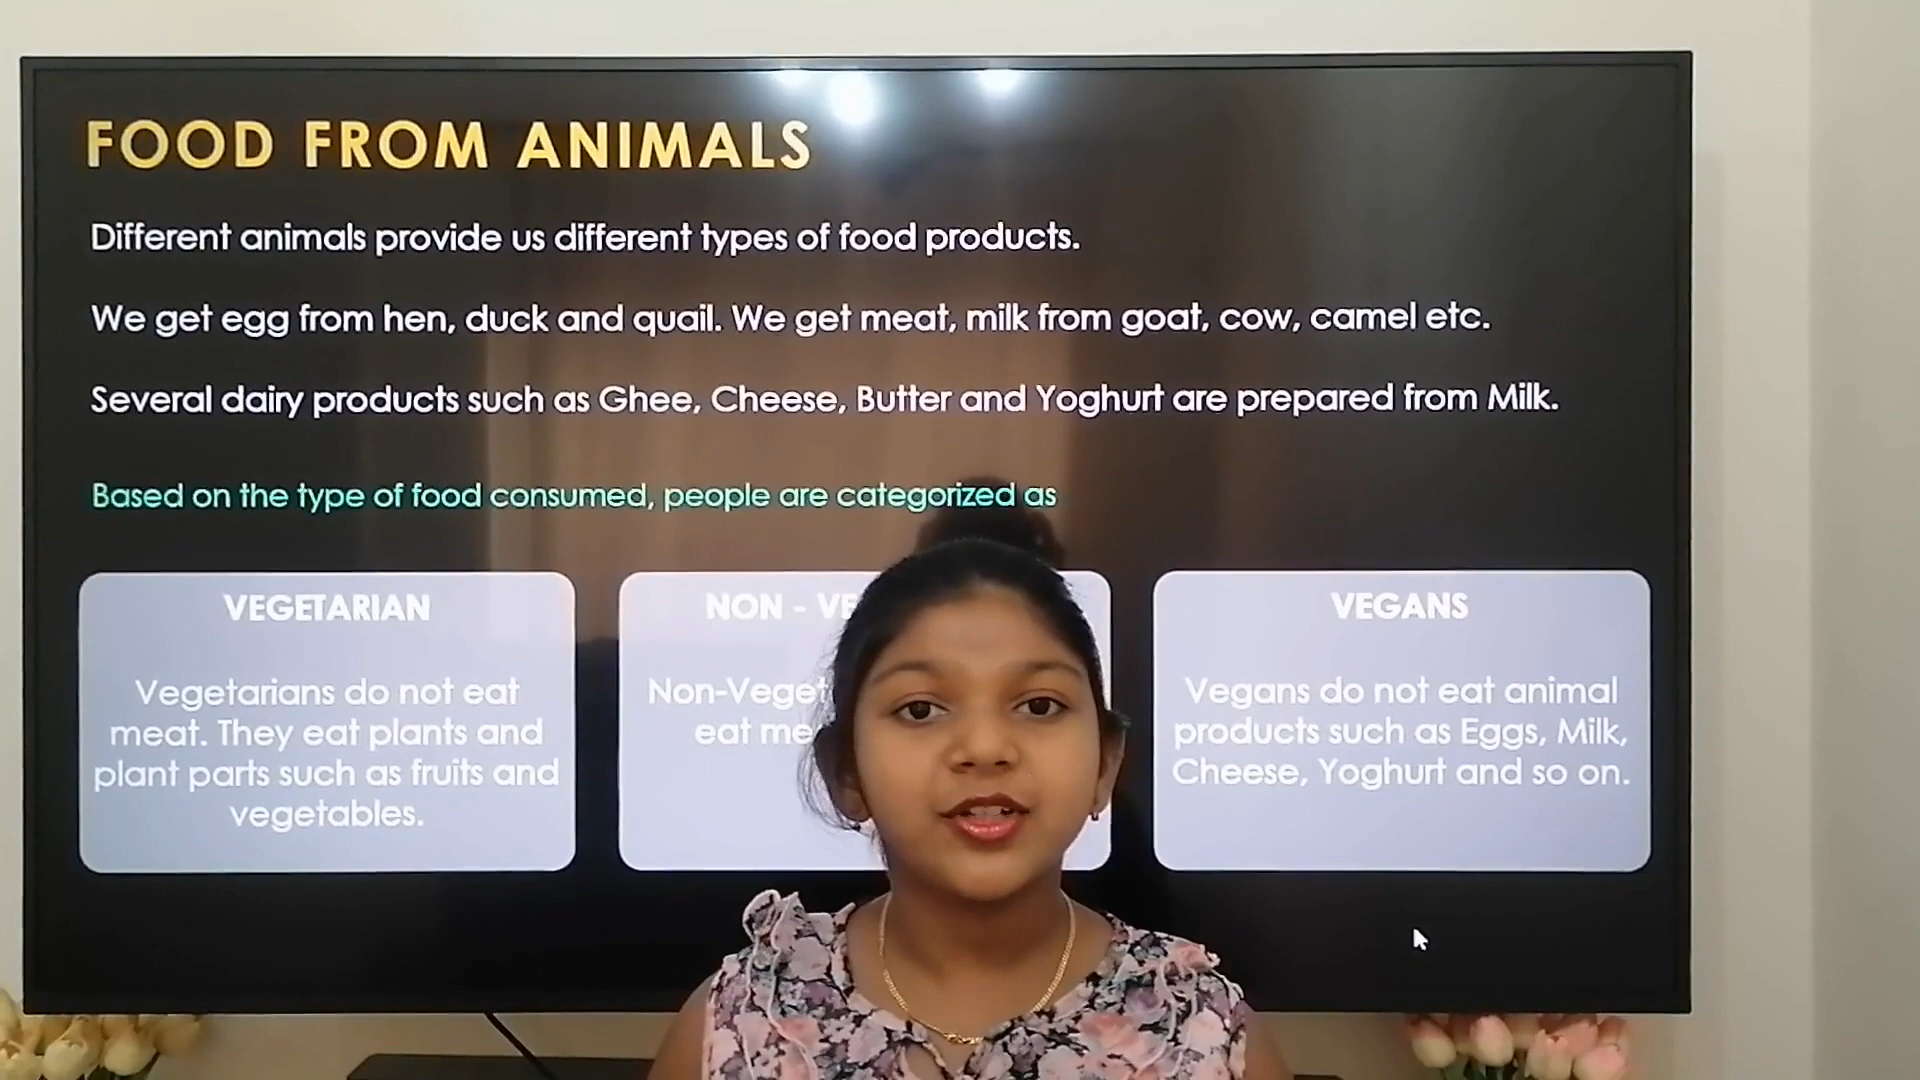 FOOD FROM ANIMALS
Different animals provide us different types of food products.
We get egg from hen, duck and quail. We get meat, milk from goat, cow, camel etc.
Several dairy products such as Ghee, Cheese, Butter and Yoghurt are prepared from Milk.
Based on the type of food consumed, people are categorized as
VEGETARIAN
Vegetarians do not eat
meat. They eat plants and
plant parts such as fruits and
vegetables.
NON -
eat
VEGANS
Vegans do not eat animal
products such as Eggs, Milk,
Cheese, Yoghurt and so on.